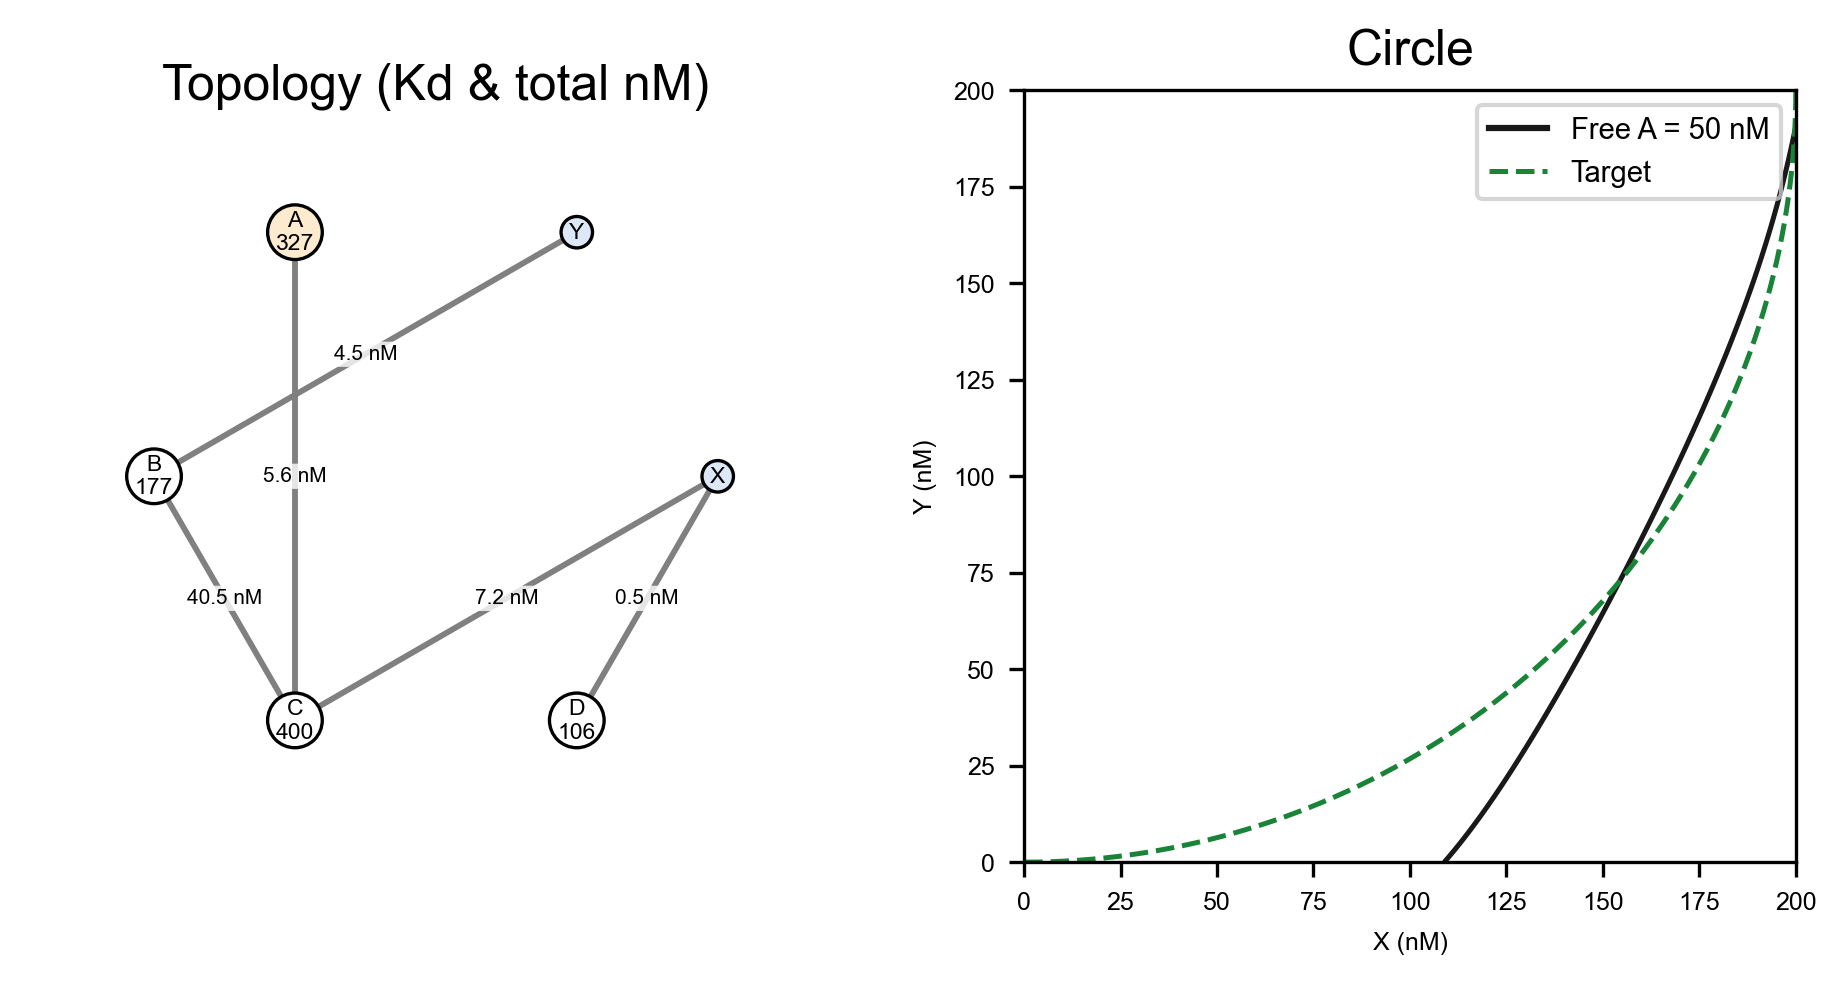 Topology (Kd & total nM)
A
327
Y
4.5 nM
B
177
5.6 nM
X
40.5 nM
7.2 nM
0.5 nM
C
400
D
106
Circle
Free A = 50 nM
Target
Y (nM)
200
175
150
125
100
75
50
25
0
0 25 50 75 100 125 150 175 200
X (nM)